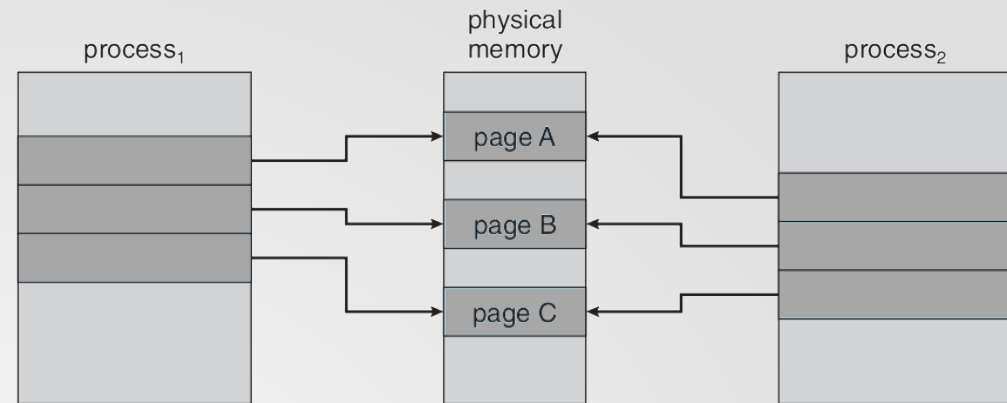 process₁
physical
memory
process₂
page A
page B
page C